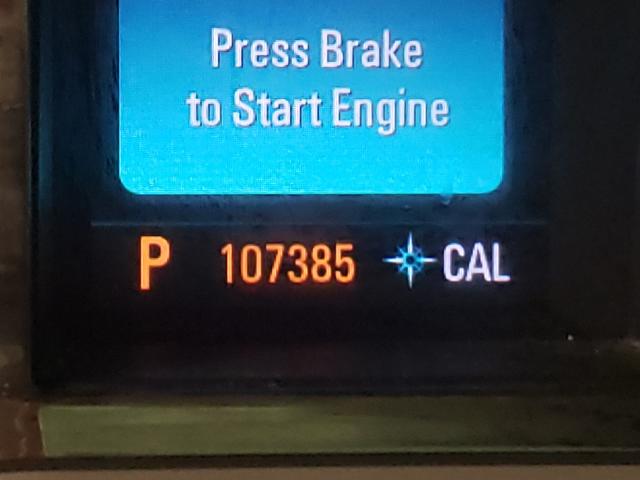 Press Brake
to Start Engine
P 107385 CAL